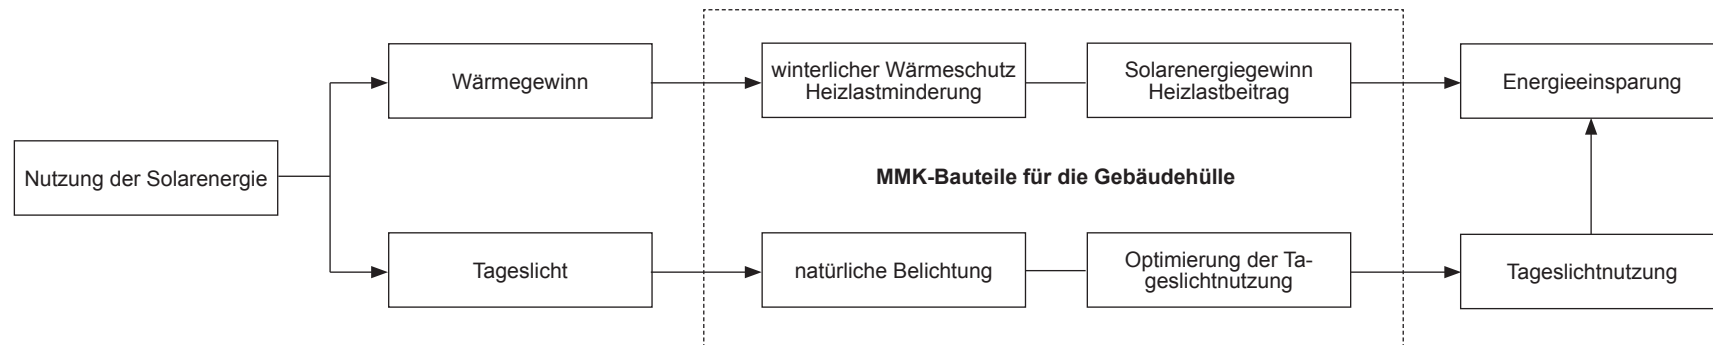 Nutzung der Solarenergie
Wärmegewinn
winterlicher Wärmeschutz
Heizlastminderung
Solarenergiegewinn
Heizlastbeitrag
Energieeinsparung
MMK-Bauteile für die Gebäudehülle
Tageslicht
natürliche Belichtung
Optimierung der Ta-
geslichtnutzung
Tageslichtnutzung